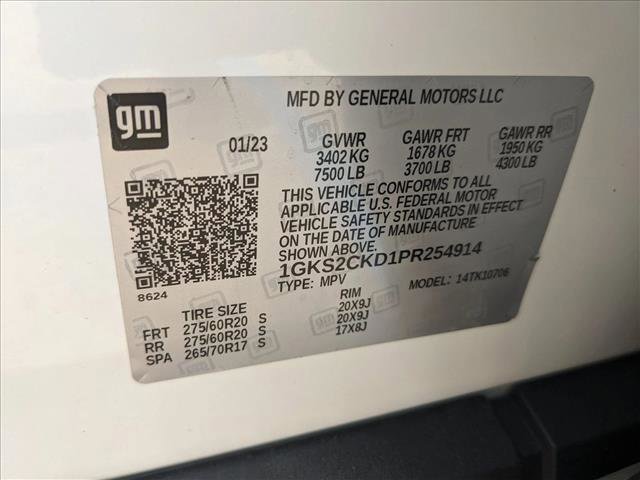 gm
MFD BY GENERAL MOTORS LLC
01/23 GVWR GAWR FRT GAWR RR
3402 KG 1678 KG 1950 KG
7500 LB 3700 LB 4300 LB
THIS VEHICLE CONFORMS TO ALL
APPLICABLE U.S. FEDERAL MOTOR
VEHICLE SAFETY STANDARDS IN EFFECT
ON THE DATE OF MANUFACTURE
SHOWN ABOVE.
1GKS2CKD1PR254914
TYPE: MPV MODEL: 14TK10706
8624
TIRE SIZE RIM
FRT 275/60R20 S 20X9J
RR 275/60R20 S 20X9J
SPA 265/70R17 S 17X8J